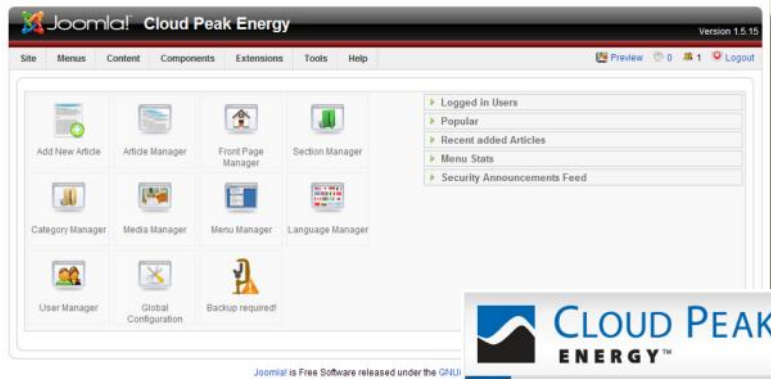 Joomla! Cloud Peak Energy
Version 1.5.15
Site Menus Content Components Extensions Tools Help Preview 0 1 Logout
Add New Article Article Manager Front Page Manager Section Manager
Category Manager Media Manager Menu Manager Language Manager
User Manager Global Configuration Backup required!
Logged in Users
Popular
Recent added Articles
Menu Stats
Security Announcements Feed
Joomla! is Free Software released under the GNU
CLOUD PEAK
ENERGY™